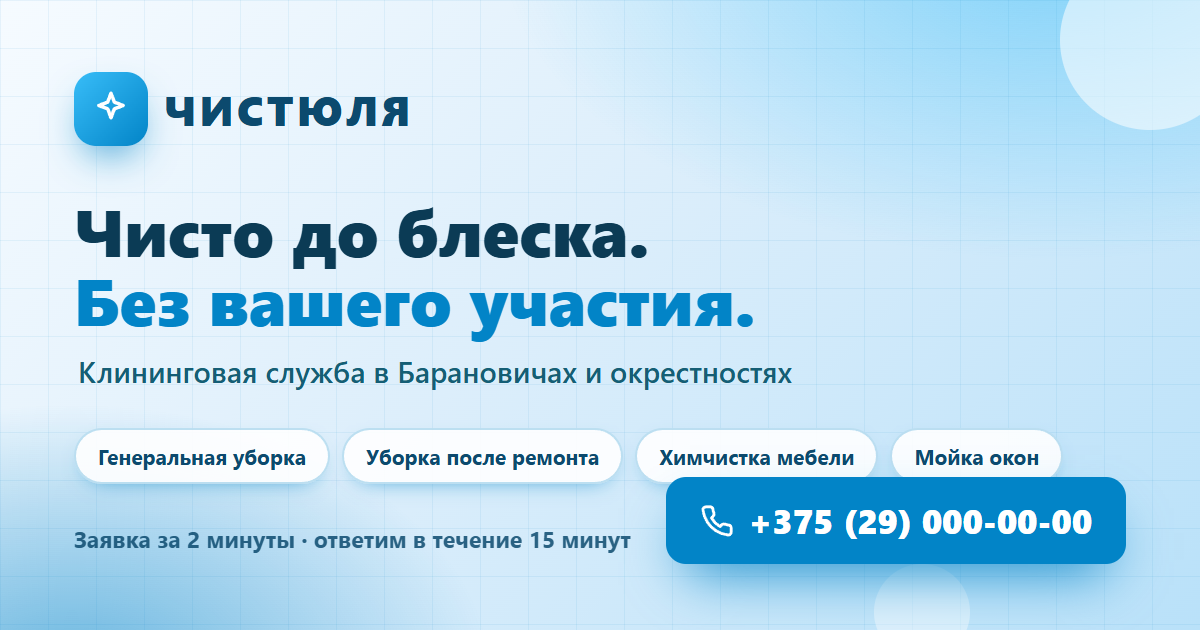 чистюля
Чисто до блеска.
Без вашего участия.
Клининговая служба в Барановичах и окрестностях
Генеральная уборка
Уборка после ремонта
Химчистка мебели
Мойка окон
Заявка за 2 минуты · ответим в течение 15 минут
+375 (29) 000-00-00